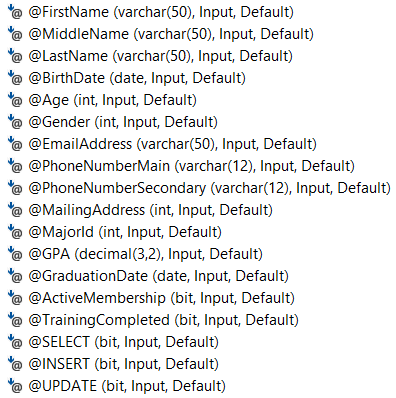 @FirstName (varchar(50), Input, Default)
@MiddleName (varchar(50), Input, Default)
@LastName (varchar(50), Input, Default)
@BirthDate (date, Input, Default)
@Age (int, Input, Default)
@Gender (int, Input, Default)
@EmailAddress (varchar(50), Input, Default)
@PhoneNumberMain (varchar(12), Input, Default)
@PhoneNumberSecondary (varchar(12), Input, Default)
@MailingAddress (int, Input, Default)
@MajorId (int, Input, Default)
@GPA (decimal(3,2), Input, Default)
@GraduationDate (date, Input, Default)
@ActiveMembership (bit, Input, Default)
@TrainingCompleted (bit, Input, Default)
@SELECT (bit, Input, Default)
@INSERT (bit, Input, Default)
@UPDATE (bit, Input, Default)